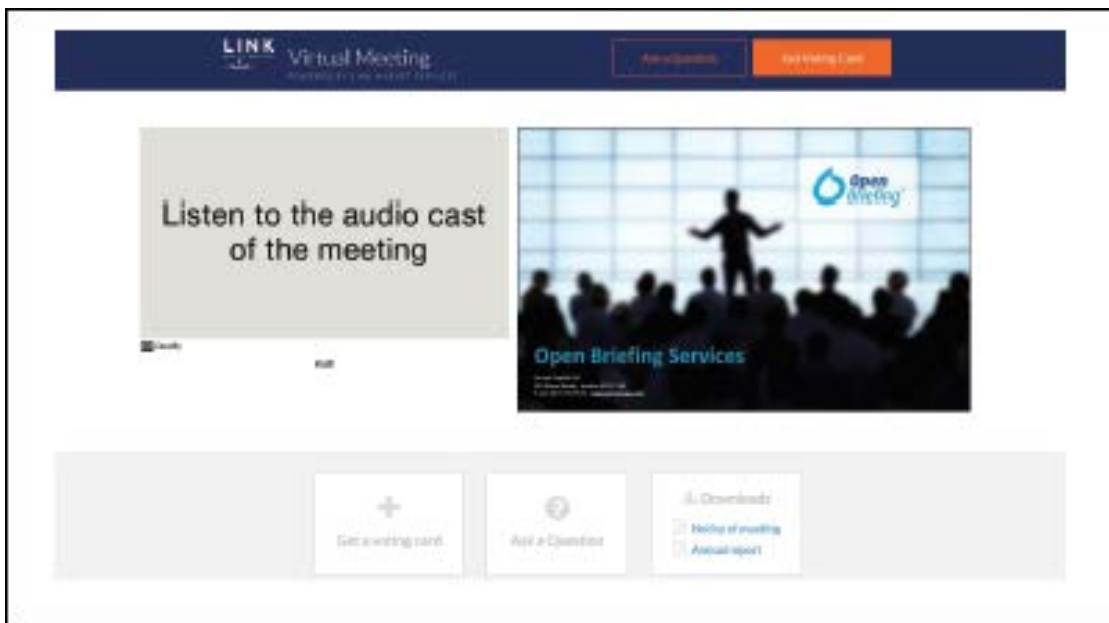 LINK
Virtual Meeting
Ask a Question
Get Voting Card
Listen to the audio cast
of the meeting
Open
Briefing
Open Briefing Services
Get a voting card
Ask a Question
Downloads
Notice of meeting
Annual report